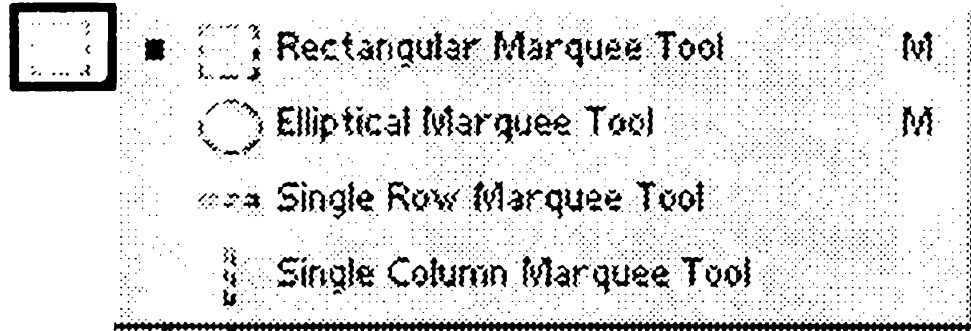 Rectangular Marquee Tool M
Elliptical Marquee Tool M
Single Row Marquee Tool
Single Column Marquee Tool